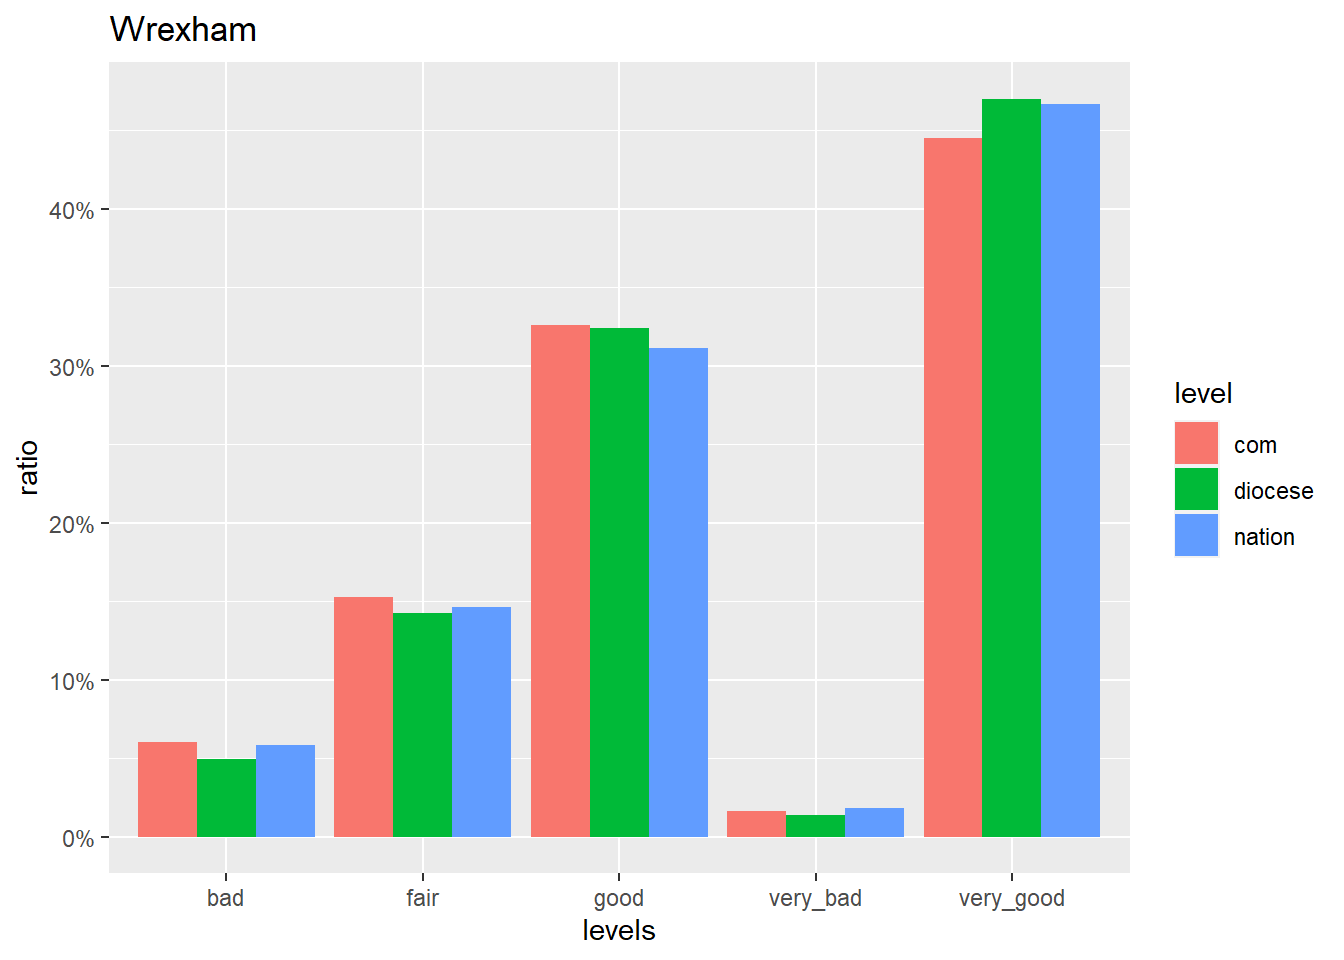 Wrexham
40%
30%
20%
10%
0%
ratio
bad fair good very_bad very_good
levels
level
com
diocese
nation